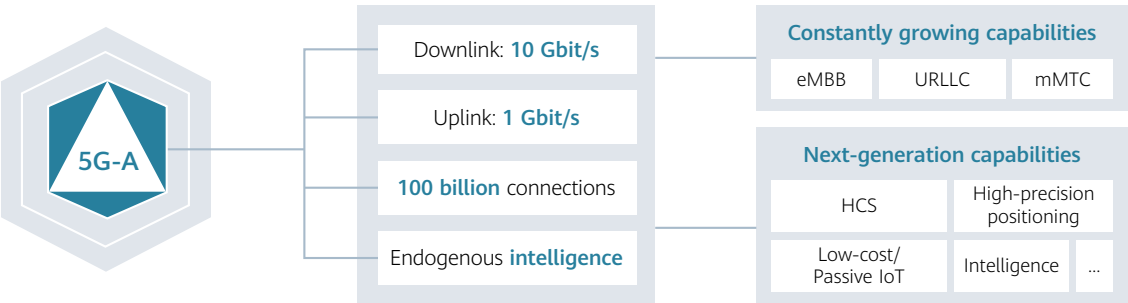 5G-A
Downlink: 10 Gbit/s
Uplink: 1 Gbit/s
100 billion connections
Endogenous intelligence
Constantly growing capabilities
eMBB
URLLC
mMTC
Next-generation capabilities
HCS
High-precision
positioning
Low-cost/
Passive IoT
Intelligence
...